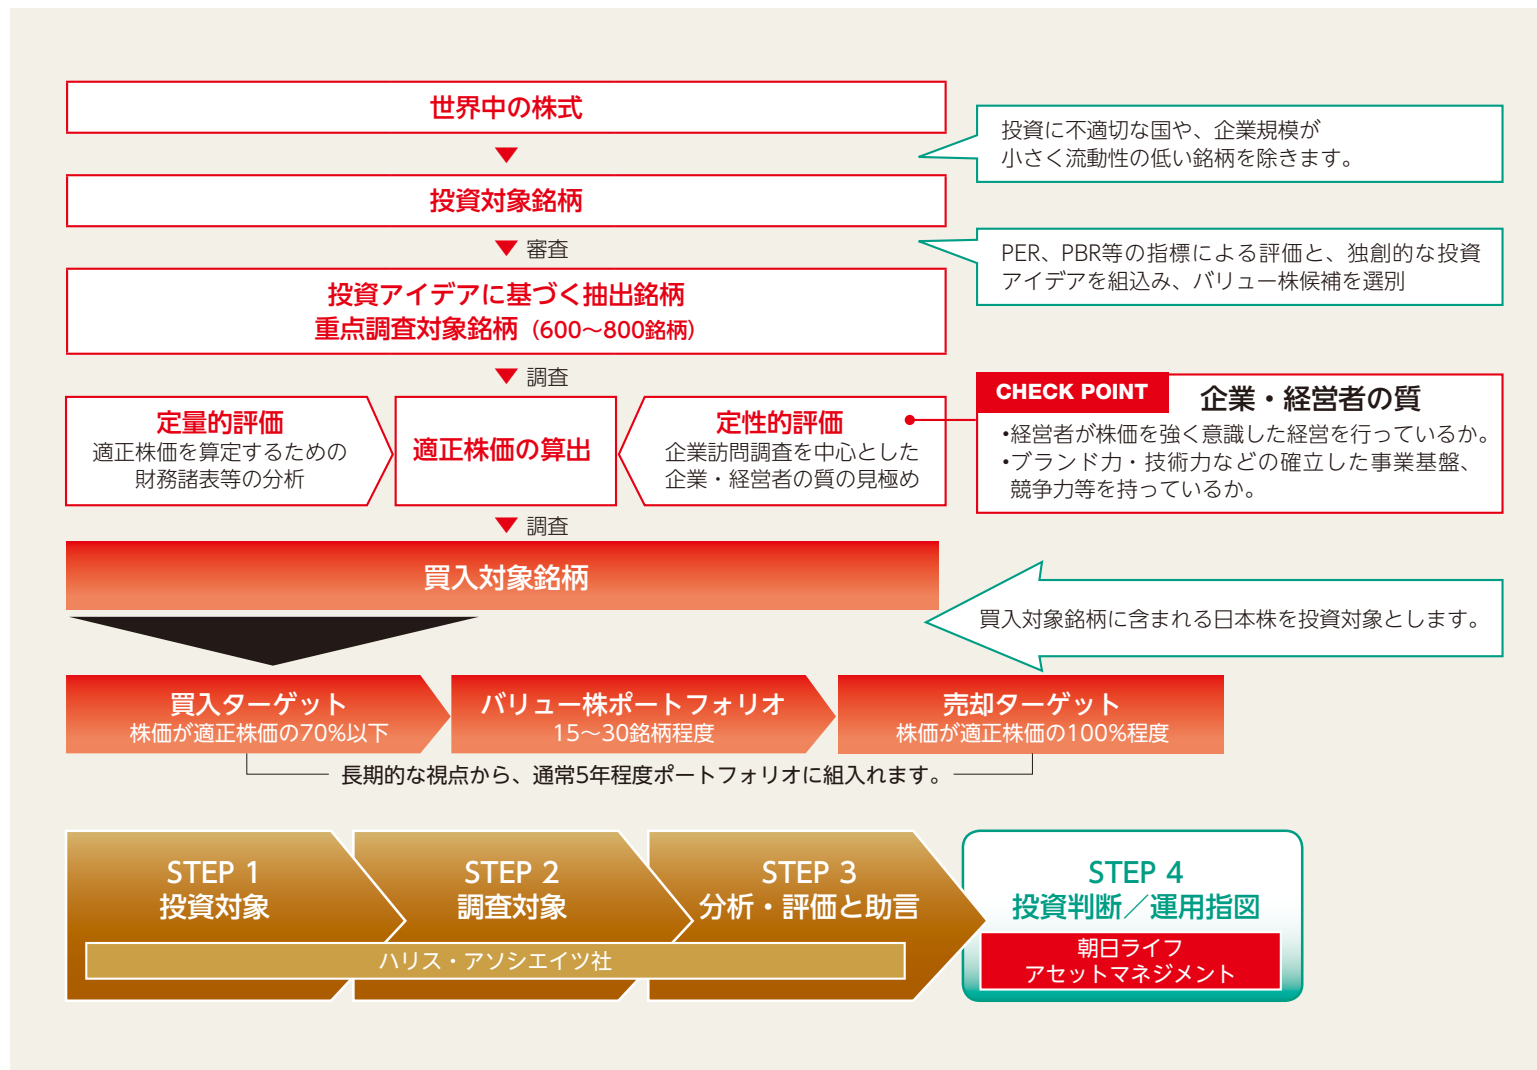 世界中の株式
投資に不適切な国や、企業規模が
小さく流動性の低い銘柄を除きます。
投資対象銘柄
審査
PER、PBR等の指標による評価と、独創的な投資
アイデアを組込み、バリュー株候補を選別
投資アイデアに基づく抽出銘柄
重点調査対象銘柄（600〜800銘柄）
調査
定量的評価
適正株価を算定するための
財務諸表等の分析
適正株価の算出
定性的評価
企業訪問調査を中心とした
企業・経営者の質の見極め
CHECK POINT 企業・経営者の質
•経営者が株価を強く意識した経営を行っているか。
•ブランド力・技術力などの確立した事業基盤、
競争力等を持っているか。
調査
買入対象銘柄
買入対象銘柄に含まれる日本株を投資対象とします。
買入ターゲット
株価が適正株価の70%以下
バリュー株ポートフォリオ
15〜30銘柄程度
売却ターゲット
株価が適正株価の100%程度
長期的な視点から、通常5年程度ポートフォリオに組入れます。
STEP 1
投資対象
STEP 2
調査対象
STEP 3
分析・評価と助言
ハリス・アソシエイツ社
STEP 4
投資判断／運用指図
朝日ライフ
アセットマネジメント